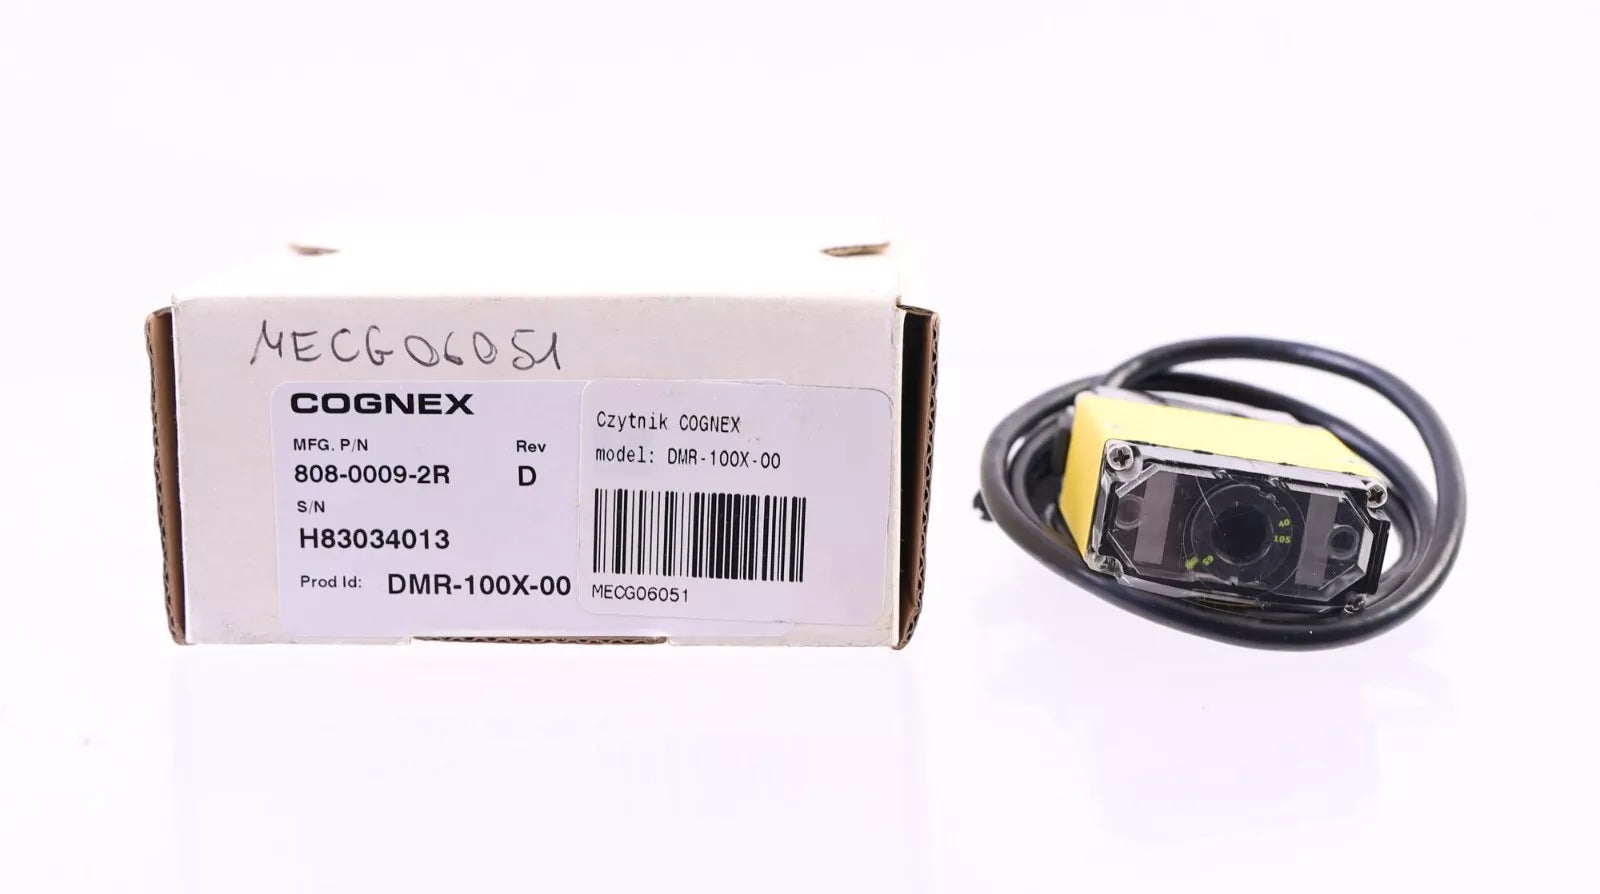 MECG06051
COGNEX
MFG. P/N Rev
808-0009-2R D
S/N
H83034013
Prod Id: DMR-100X-00
Czytnik COGNEX
model: DMR-100X-00
MECG06051
40
105
65